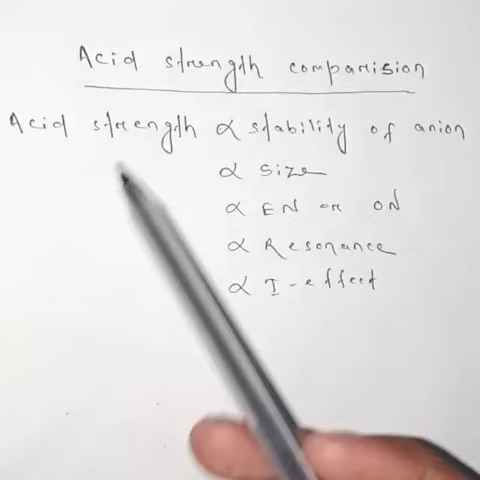 Acid strength comparision
Acid strength ∝ stability of anion
∝ size
∝ EN or ON
∝ Resonance
∝ I-effect